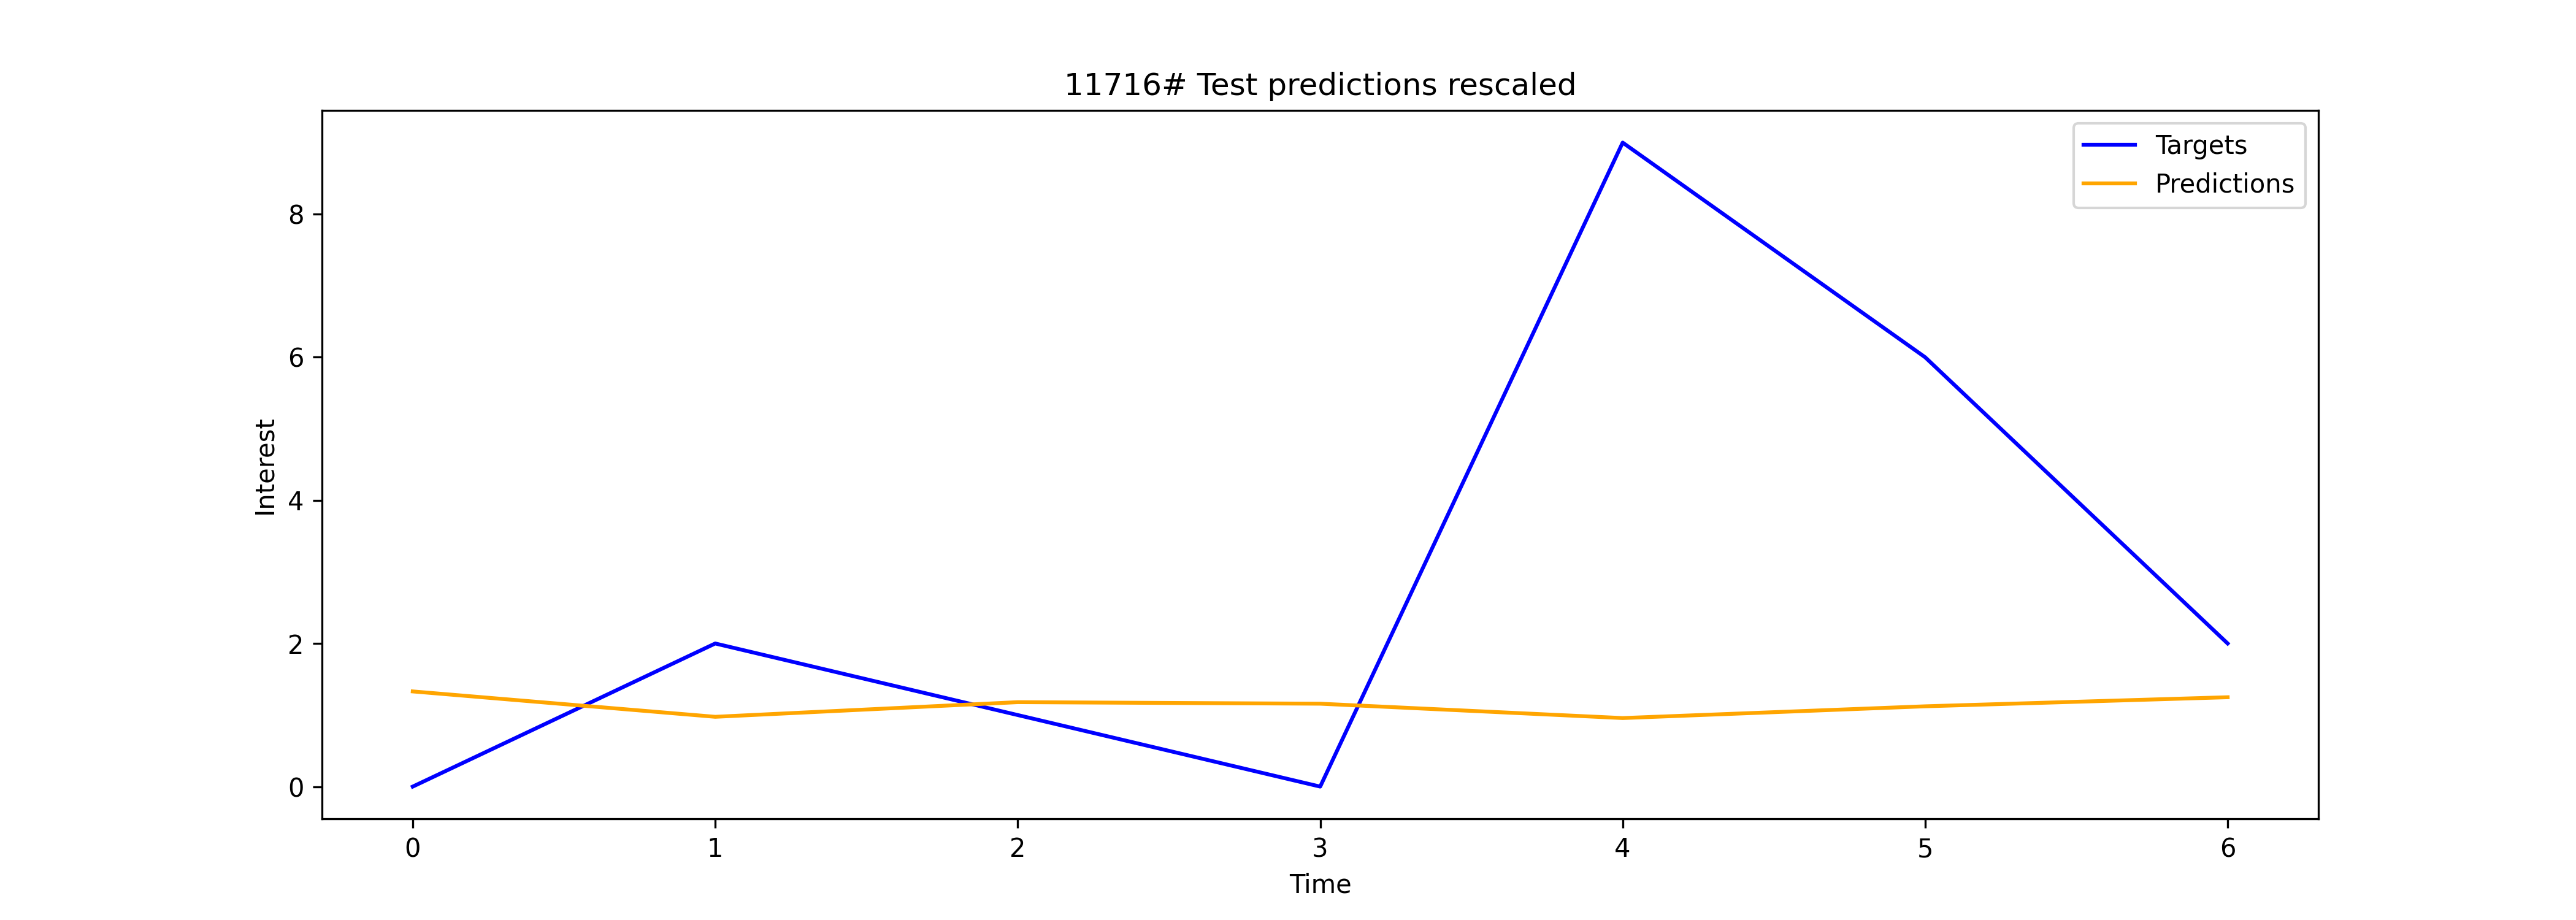 11716# Test predictions rescaled
Targets
Predictions
8
6
4
2
0
Interest
0 1 2 3 4 5 6
Time